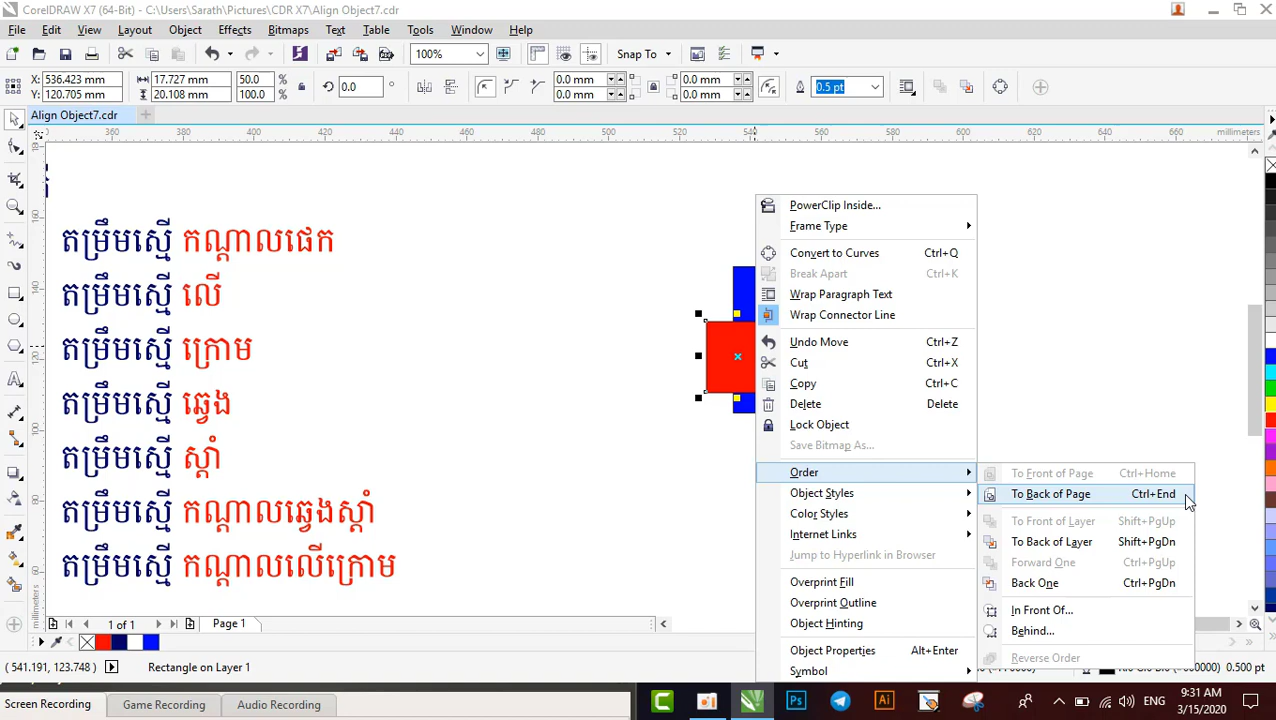 CorelDRAW X7 (64-Bit) - C:\Users\Sarath\Pictures\CDR X7\Align Object7.cdr
File Edit View Layout Object Effects Bitmaps Text Table Tools Window Help
100% Snap To
X: 536.423 mm 17.727 mm 50.0 % 0.0 0.0 mm 0.0 mm 0.5 pt
Y: 120.705 mm 20.108 mm 100.0 % 0.0 mm 0.0 mm
Align Object7.cdr
360 380 400 420 440 460 480 500 520 540 560 580 600 620 640 660 millimeters
តម្រឹមស្មើ កណ្តាលផេក
តម្រឹមស្មើ លើ
តម្រឹមស្មើ ក្រោម
តម្រឹមស្មើ ឆ្វេង
តម្រឹមស្មើ ស្តាំ
តម្រឹមស្មើ កណ្តាលឆ្វេងស្តាំ
តម្រឹមស្មើ កណ្តាលលើក្រោម
PowerClip Inside...
Frame Type
Convert to Curves Ctrl+Q
Break Apart Ctrl+K
Wrap Paragraph Text
Wrap Connector Line
Undo Move Ctrl+Z
Cut Ctrl+X
Copy Ctrl+C
Delete Delete
Lock Object
Save Bitmap As...
Order
Object Styles
Color Styles
Internet Links
Jump to Hyperlink in Browser
Overprint Fill
Overprint Outline
Overprint Hinting
Object Properties Alt+Enter
Symbol
To Front of Page Ctrl+Home
To Back of Page Ctrl+End
To Front of Layer Shift+PgUp
To Back of Layer Shift+PgDn
Forward One Ctrl+PgUp
Back One Ctrl+PgDn
In Front Of...
Behind...
Reverse Order
millimeters
1 of 1 Page 1
(541.191, 123.748) Rectangle on Layer 1 0.500 pt
Screen Recording Game Recording Audio Recording
Ps Ai ENG 9:31 AM
3/15/2020